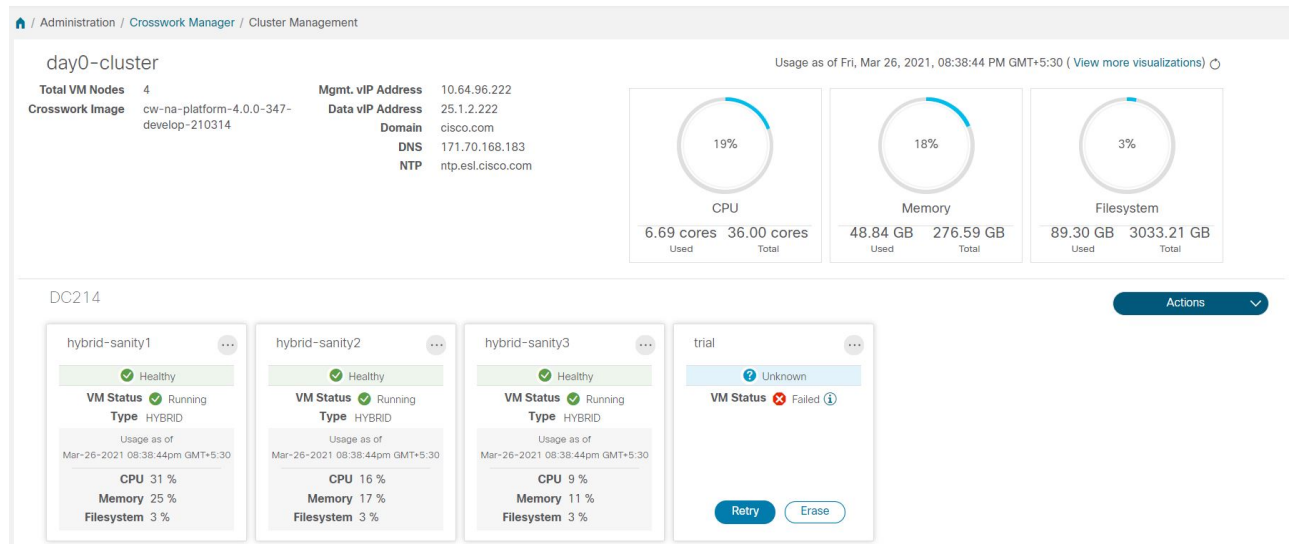 / Administration / Crosswork Manager / Cluster Management
day0-cluster
Usage as of Fri, Mar 26, 2021, 08:38:44 PM GMT+5:30 ( View more visualizations)
Total VM Nodes 4
Crosswork Image cw-na-platform-4.0.0-347-
develop-210314
Mgmt. vIP Address 10.64.96.222
Data vIP Address 25.1.2.222
Domain cisco.com
DNS 171.70.168.183
NTP ntp.esl.cisco.com
19%
CPU
6.69 cores 36.00 cores
Used Total
18%
Memory
48.84 GB 276.59 GB
Used Total
3%
Filesystem
89.30 GB 3033.21 GB
Used Total
DC214
Actions
hybrid-sanity1 ...
Healthy
VM Status Running
Type HYBRID
Usage as of
Mar-26-2021 08:38:44pm GMT+5:30
CPU 31 %
Memory 25 %
Filesystem 3 %
hybrid-sanity2 ...
Healthy
VM Status Running
Type HYBRID
Usage as of
Mar-26-2021 08:38:44pm GMT+5:30
CPU 16 %
Memory 17 %
Filesystem 3 %
hybrid-sanity3 ...
Healthy
VM Status Running
Type HYBRID
Usage as of
Mar-26-2021 08:38:44pm GMT+5:30
CPU 9 %
Memory 11 %
Filesystem 3 %
trial ...
? Unknown
VM Status Failed i
Retry Erase